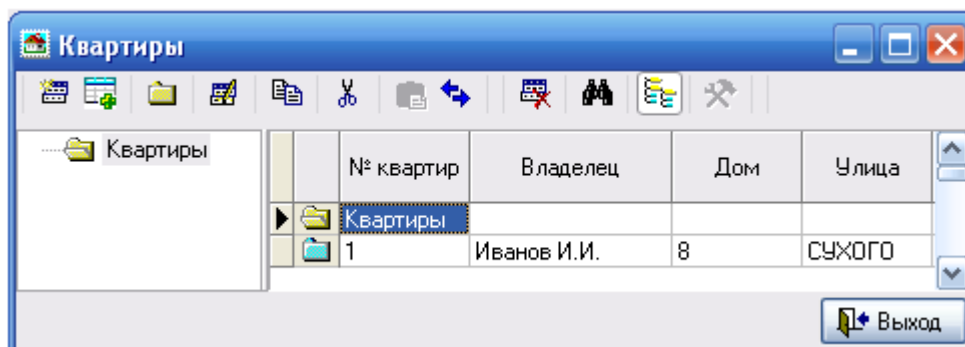 Квартиры
Квартиры
№ квартир Владелец Дом Улица
Квартиры
1 Иванов И.И. 8 СУХОГО
Выход